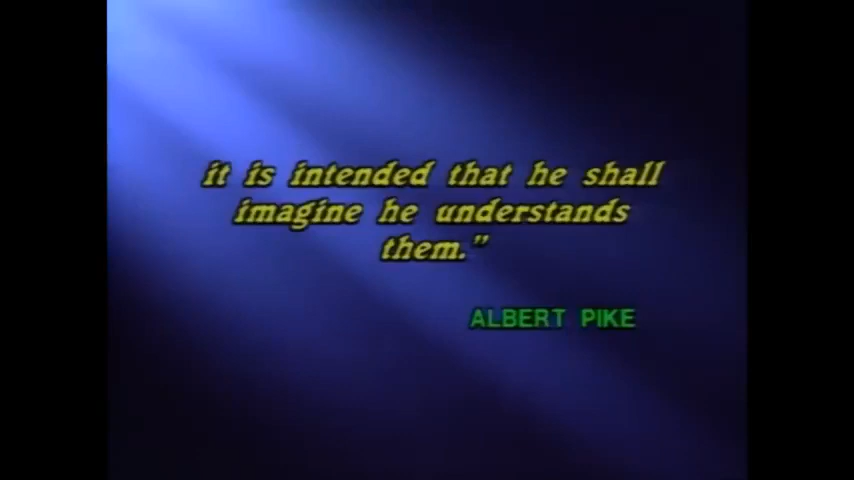 it is intended that he shall
imagine he understands
them."
ALBERT PIKE